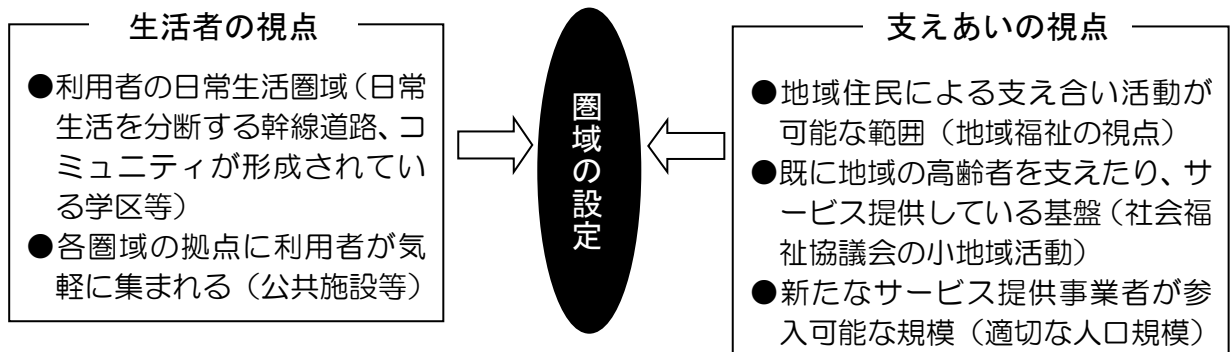 生活者の視点
●利用者の日常生活圏域（日常
生活を分断する幹線道路、コ
ミュニティが形成されてい
る学区等）
●各圏域の拠点に利用者が気
軽に集まれる（公共施設等）
圏域の設定
支えあいの視点
●地域住民による支え合い活動が
可能な範囲（地域福祉の視点）
●既に地域の高齢者を支えたり、サ
ービス提供している基盤（社会福
祉協議会の小地域活動）
●新たなサービス提供事業者が参
入可能な規模（適切な人口規模）